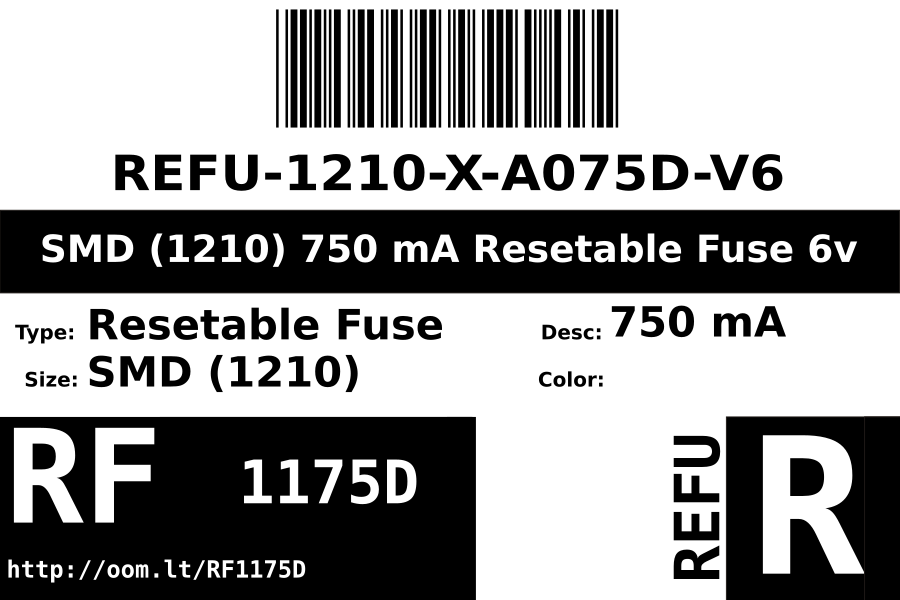 REFU-1210-X-A075D-V6
SMD (1210) 750 mA Resetable Fuse 6v
Type: Resetable Fuse
Desc: 750 mA
Size: SMD (1210)
Color:
RF
1175D
http://oom.lt/RF1175D
REFU
R